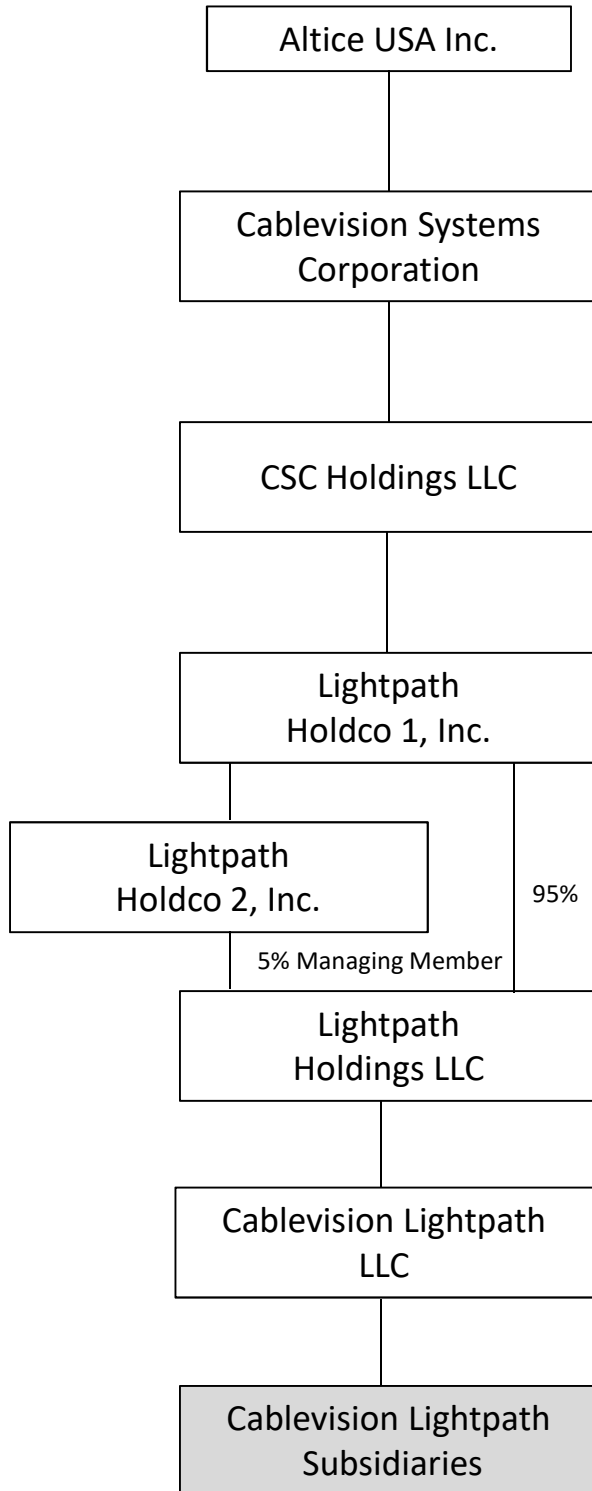 Altice USA Inc.
Cablevision Systems
Corporation
CSC Holdings LLC
Lightpath
Holdco 1, Inc.
Lightpath
Holdco 2, Inc.
95%
5% Managing Member
Lightpath
Holdings LLC
Cablevision Lightpath
LLC
Cablevision Lightpath
Subsidiaries